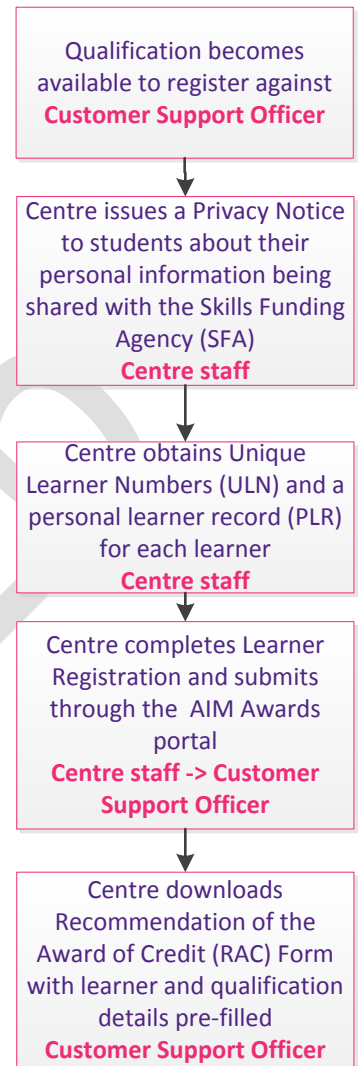 Qualification becomes
available to register against
Customer Support Officer
Centre issues a Privacy Notice
to students about their
personal information being
shared with the Skills Funding
Agency (SFA)
Centre staff
Centre obtains Unique
Learner Numbers (ULN) and a
personal learner record (PLR)
for each learner
Centre staff
Centre completes Learner
Registration and submits
through the AIM Awards
portal
Centre staff -> Customer
Support Officer
Centre downloads
Recommendation of the
Award of Credit (RAC) Form
with learner and qualification
details pre-filled
Customer Support Officer